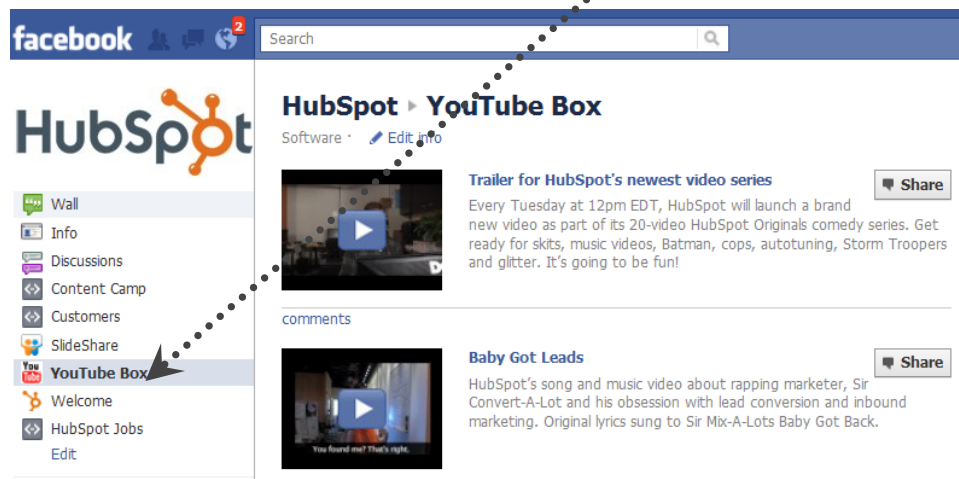 facebook
2
Search
HubSpot
HubSpot ▸ YouTube Box
Software · Edit info
Wall
Info
Discussions
Content Camp
Customers
SlideShare
You
Tube
YouTube Box
Welcome
HubSpot Jobs
Edit
Trailer for HubSpot's newest video series
Share
Every Tuesday at 12pm EDT, HubSpot will launch a brand
new video as part of its 20-video HubSpot Originals comedy series. Get
ready for skits, music videos, Batman, cops, autotuning, Storm Troopers
and glitter. It's going to be fun!
comments
Baby Got Leads
Share
HubSpot's song and music video about rapping marketer, Sir
Convert-A-Lot and his obsession with lead conversion and inbound
marketing. Original lyrics sung to Sir Mix-A-Lots Baby Got Back.
You found me? That's right.